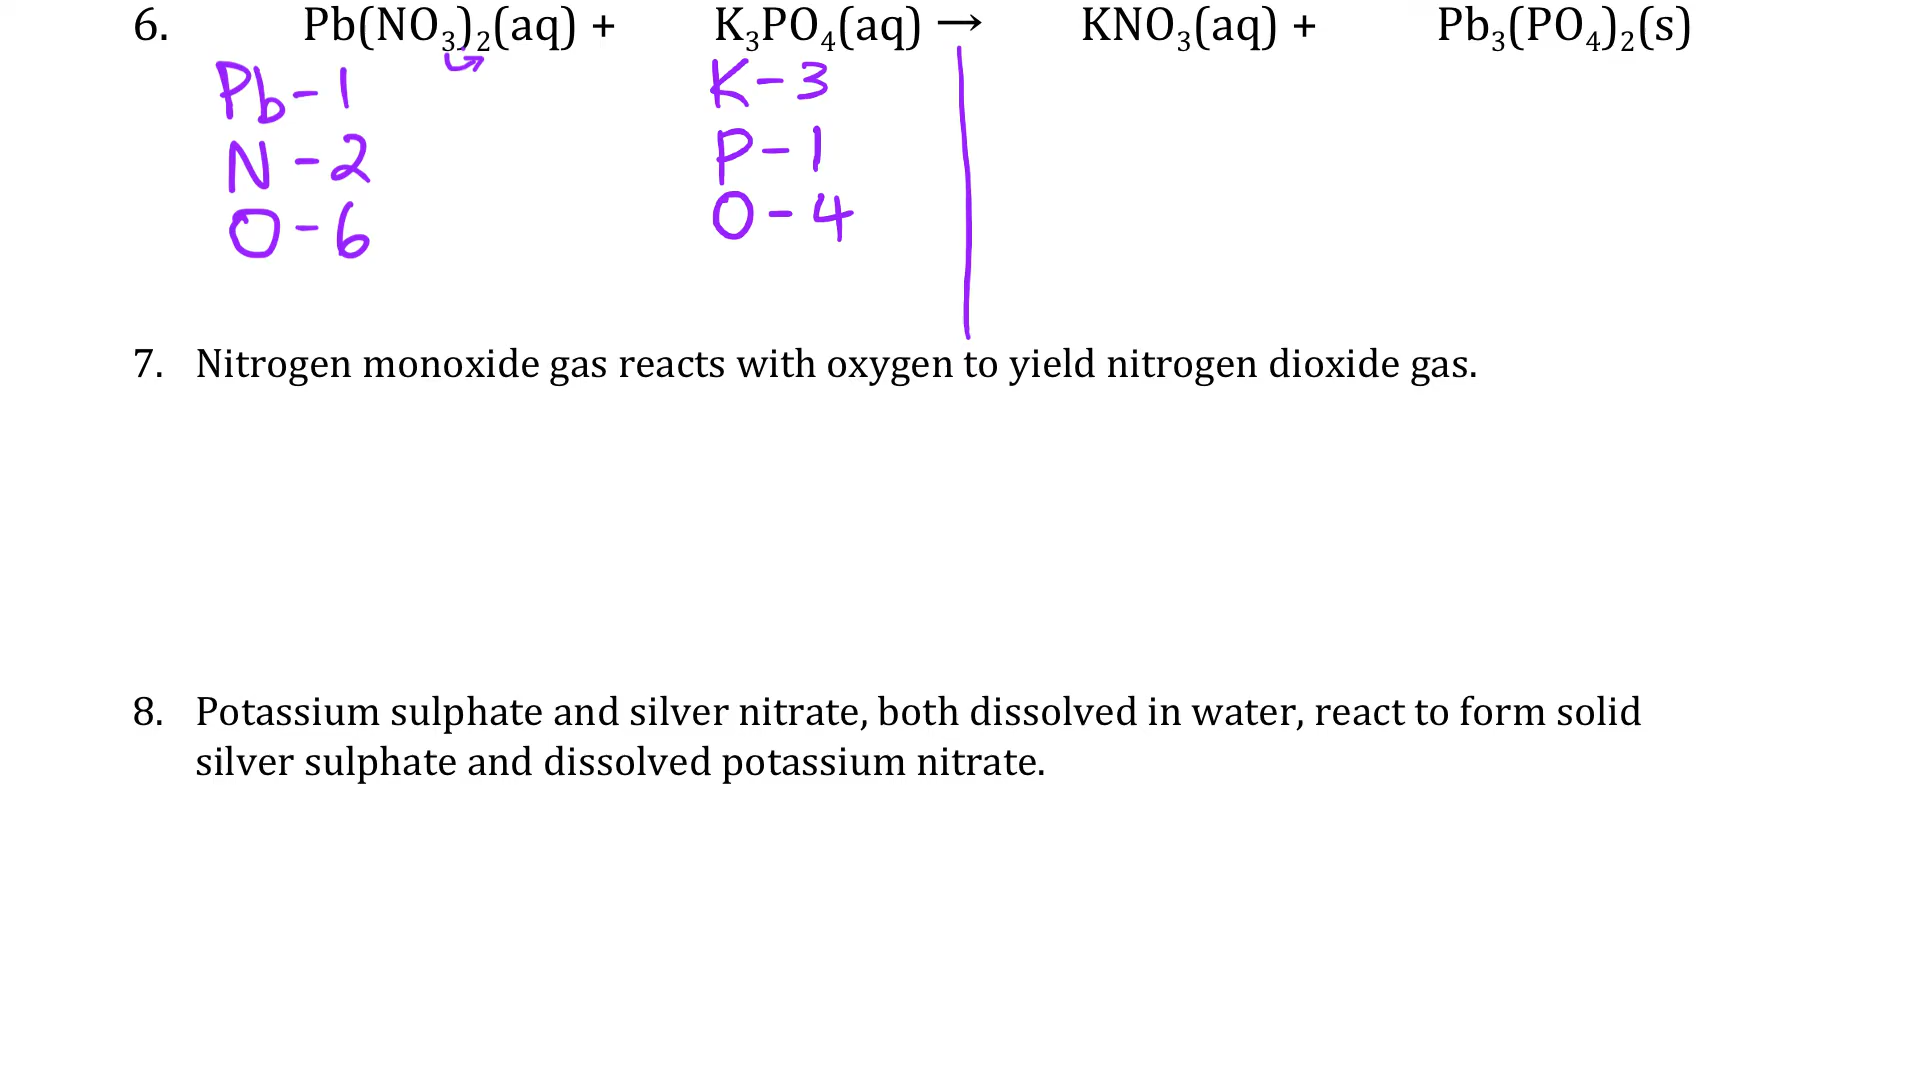 6. Pb(NO₃)₂(aq) + K₃PO₄(aq) → KNO₃(aq) + Pb₃(PO₄)₂(s)
Pb-1 K-3
N-2 P-1
O-6 O-4
7. Nitrogen monoxide gas reacts with oxygen to yield nitrogen dioxide gas.
8. Potassium sulphate and silver nitrate, both dissolved in water, react to form solid
silver sulphate and dissolved potassium nitrate.